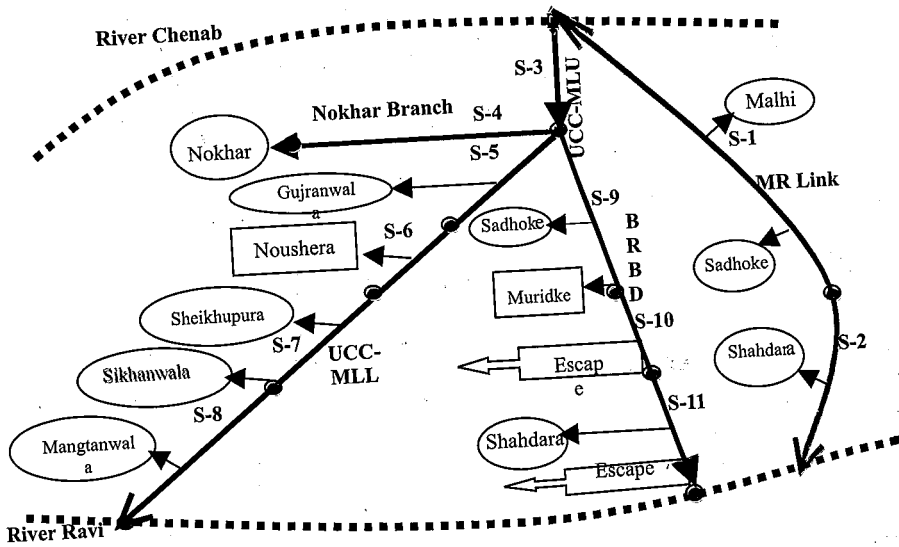 River Chenab
S-3
UCC-MLU
Malhi
S-1
Nokhar Branch
S-4
Nokhar
S-5
MR Link
Gujranwal
a
S-9
S-6
Sadhoke
B
R
B
D
Noushera
Sadhoke
Muridke
Sheikhupura
S-10
S-7
UCC-
MLL
S-2
Shahdara
Escap
e
Sikhanwala
S-8
S-11
Mangtanwal
a
Shahdara
Escape
River Ravi